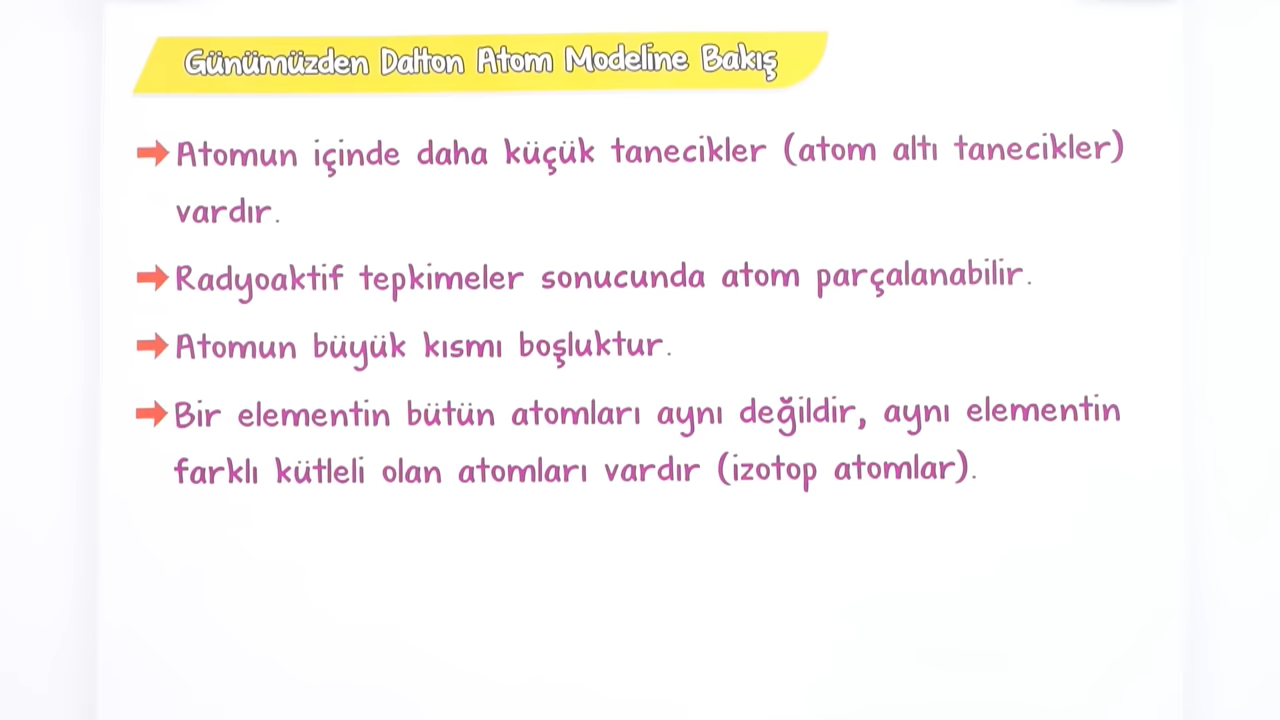 Günümüzden Dalton Atom Modeline Bakış
Atomun içinde daha küçük tanecikler (atom altı tanecikler)
vardır.
Radyoaktif tepkimeler sonucunda atom parçalanabilir.
Atomun büyük kısmı boşluktur.
Bir elementin bütün atomları aynı değildir, aynı elementin
farklı kütleli olan atomları vardır (izotop atomlar).